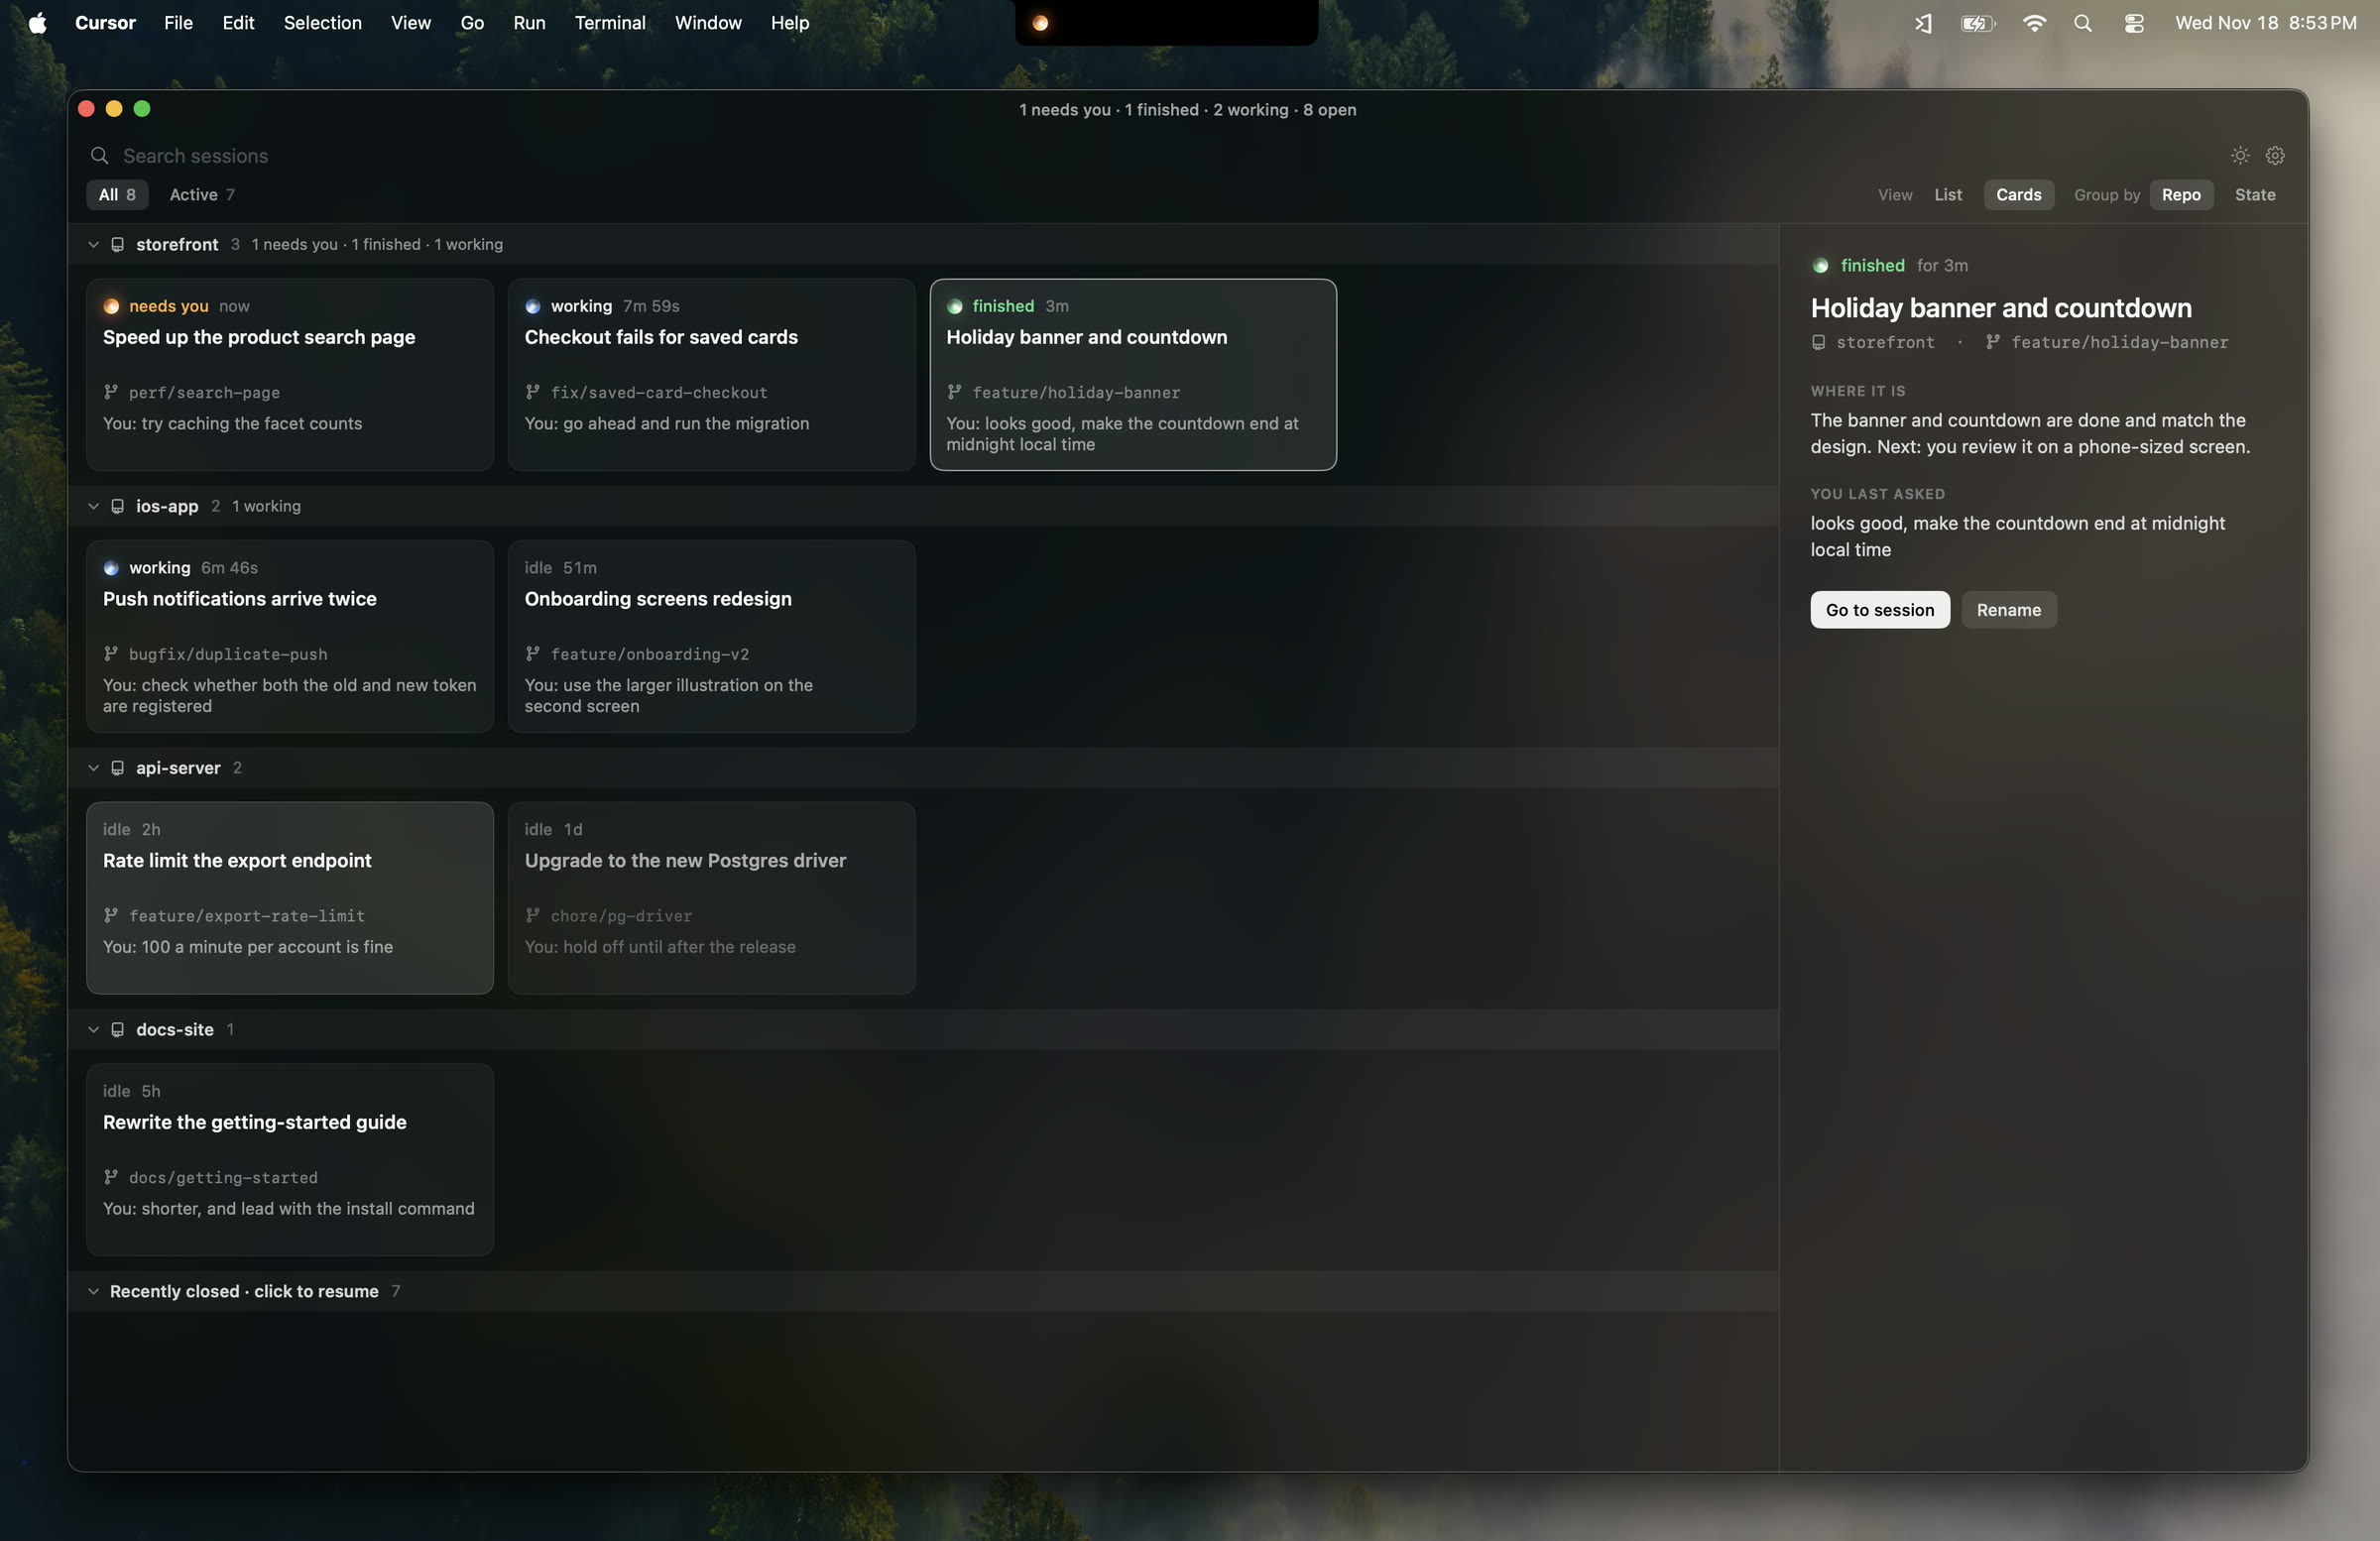 Cursor File Edit Selection View Go Run Terminal Window Help
Wed Nov 18 8:53 PM
1 needs you · 1 finished · 2 working · 8 open
Search sessions
All 8 Active 7
View List Cards Group by Repo State
storefront 3 1 needs you · 1 finished · 1 working
needs you now
Speed up the product search page
perf/search-page
You: try caching the facet counts
working 7m 59s
Checkout fails for saved cards
fix/saved-card-checkout
You: go ahead and run the migration
finished 3m
Holiday banner and countdown
feature/holiday-banner
You: looks good, make the countdown end at
midnight local time
ios-app 2 1 working
working 6m 46s
Push notifications arrive twice
bugfix/duplicate-push
You: check whether both the old and new token
are registered
idle 51m
Onboarding screens redesign
feature/onboarding-v2
You: use the larger illustration on the
second screen
api-server 2
idle 2h
Rate limit the export endpoint
feature/export-rate-limit
You: 100 a minute per account is fine
idle 1d
Upgrade to the new Postgres driver
chore/pg-driver
You: hold off until after the release
docs-site 1
idle 5h
Rewrite the getting-started guide
docs/getting-started
You: shorter, and lead with the install command
Recently closed · click to resume 7
finished for 3m
Holiday banner and countdown
storefront · feature/holiday-banner
WHERE IT IS
The banner and countdown are done and match the
design. Next: you review it on a phone-sized screen.
YOU LAST ASKED
looks good, make the countdown end at midnight
local time
Go to session Rename